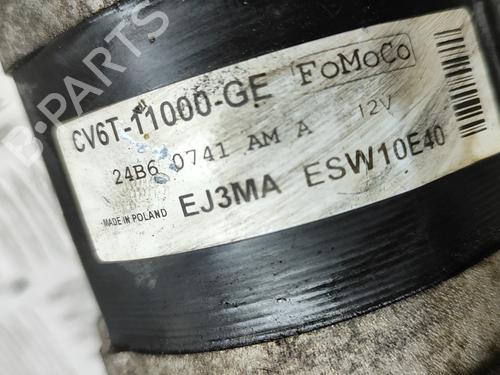 CV6T-11000-GE FoMoCo
24B6 0741 AM A 12V
MADE IN POLAND EJ3MA ESW10E40
B-PARTS